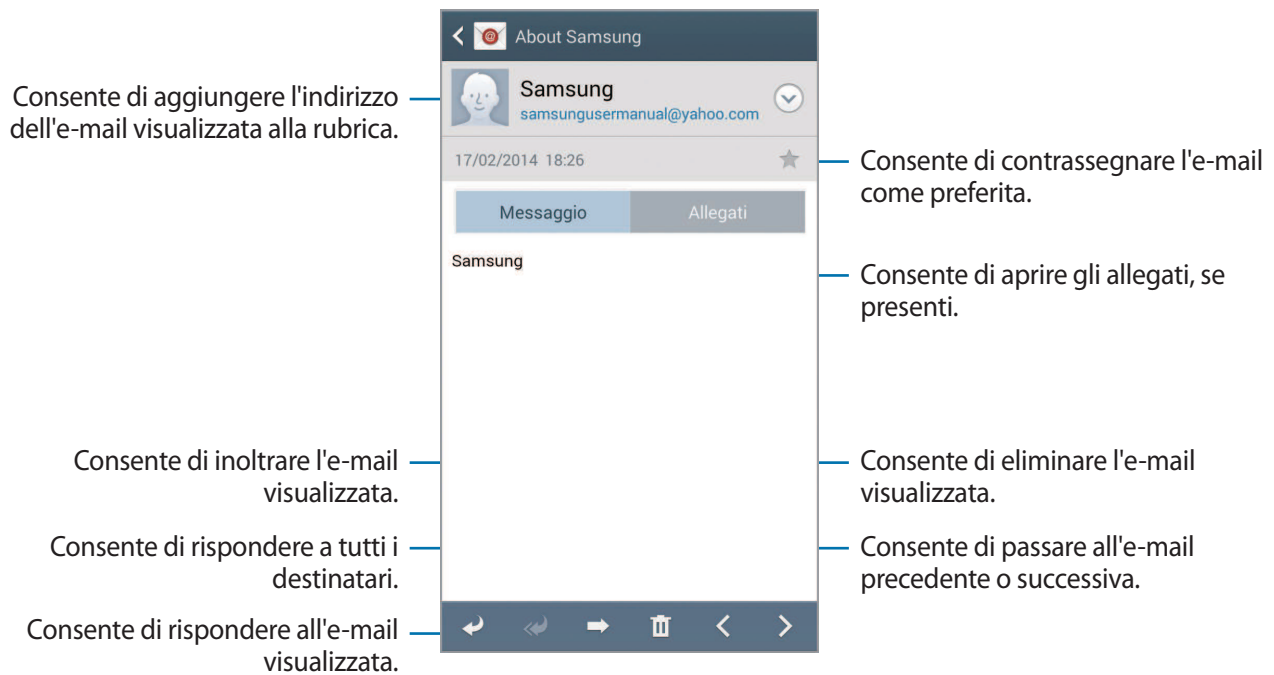 About Samsung
Consente di aggiungere l'indirizzo
dell'e-mail visualizzata alla rubrica.
Samsung
samsungusermanual@yahoo.com
17/02/2014 18:26
Consente di contrassegnare l'e-mail
come preferita.
Messaggio
Allegati
Samsung
Consente di aprire gli allegati, se
presenti.
Consente di inoltrare l'e-mail
visualizzata.
Consente di eliminare l'e-mail
visualizzata.
Consente di rispondere a tutti i
destinatari.
Consente di passare all'e-mail
precedente o successiva.
Consente di rispondere all'e-mail
visualizzata.